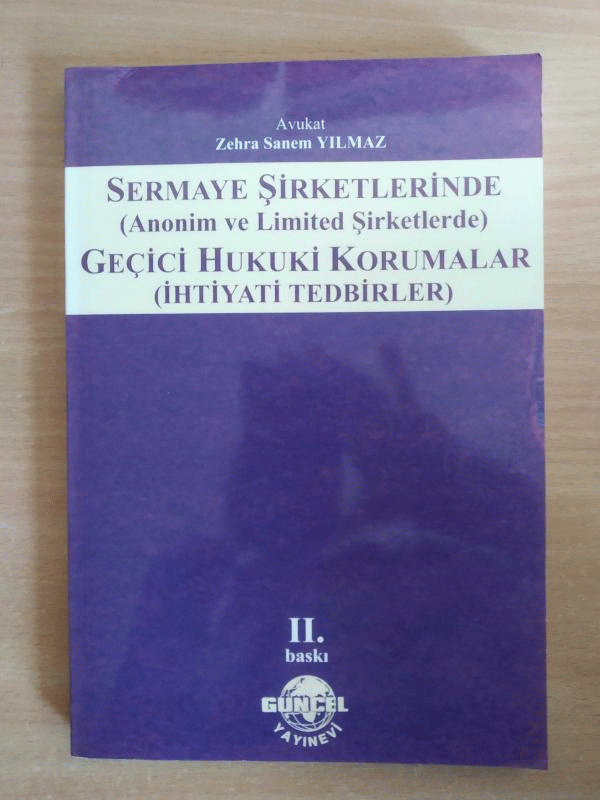 Avukat
Zehra Sanem YILMAZ
SERMAYE ŞİRKETLERİNDE
(Anonim ve Limited Şirketlerde)
GEÇİCİ HUKUKİ KORUMALAR
(İHTİYATİ TEDBİRLER)
II.
baskı
GÜNCEL
YAYINEVİ